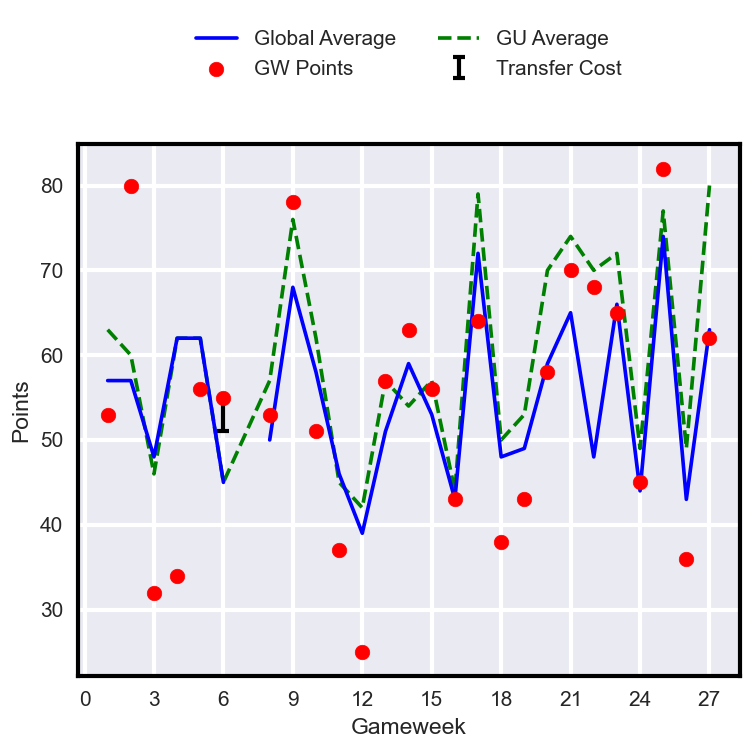 Global Average
GU Average
GW Points
Transfer Cost
80
70
60
50
40
30
Points
0 3 6 9 12 15 18 21 24 27
Gameweek